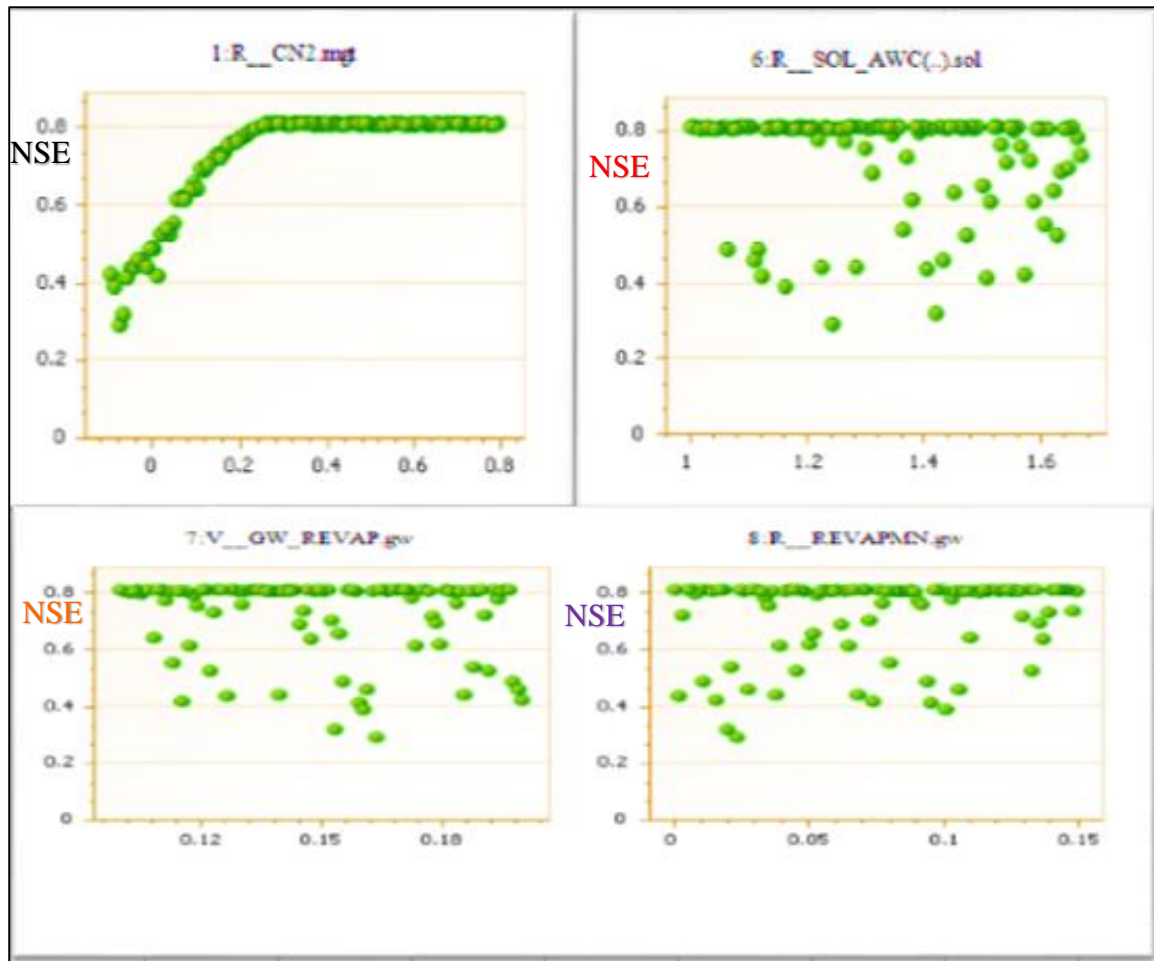 1:R__CN2.mgt
NSE
0.8
0.6
0.4
0.2
0
0 0.2 0.4 0.6 0.8
6:R__SOL_AWC(..).sol
NSE
0.8
0.6
0.4
0.2
0
1 1.2 1.4 1.6
7:V__GW_REVAP.gw
NSE
0.8
0.6
0.4
0.2
0
0.12 0.15 0.18
8:R__REVAPMN.gw
NSE
0.8
0.6
0.4
0.2
0
0 0.05 0.1 0.15